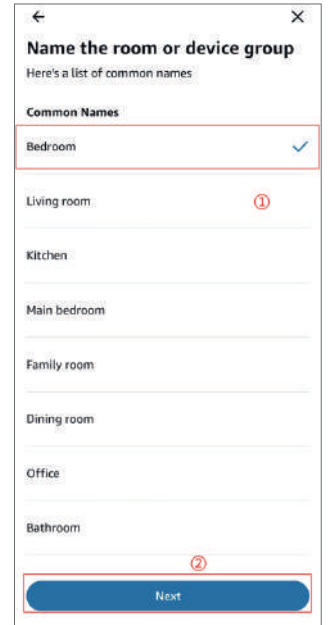 Name the room or device group
Here's a list of common names
Common Names
Bedroom
Living room
①
Kitchen
Main bedroom
Family room
Dining room
Office
Bathroom
②
Next